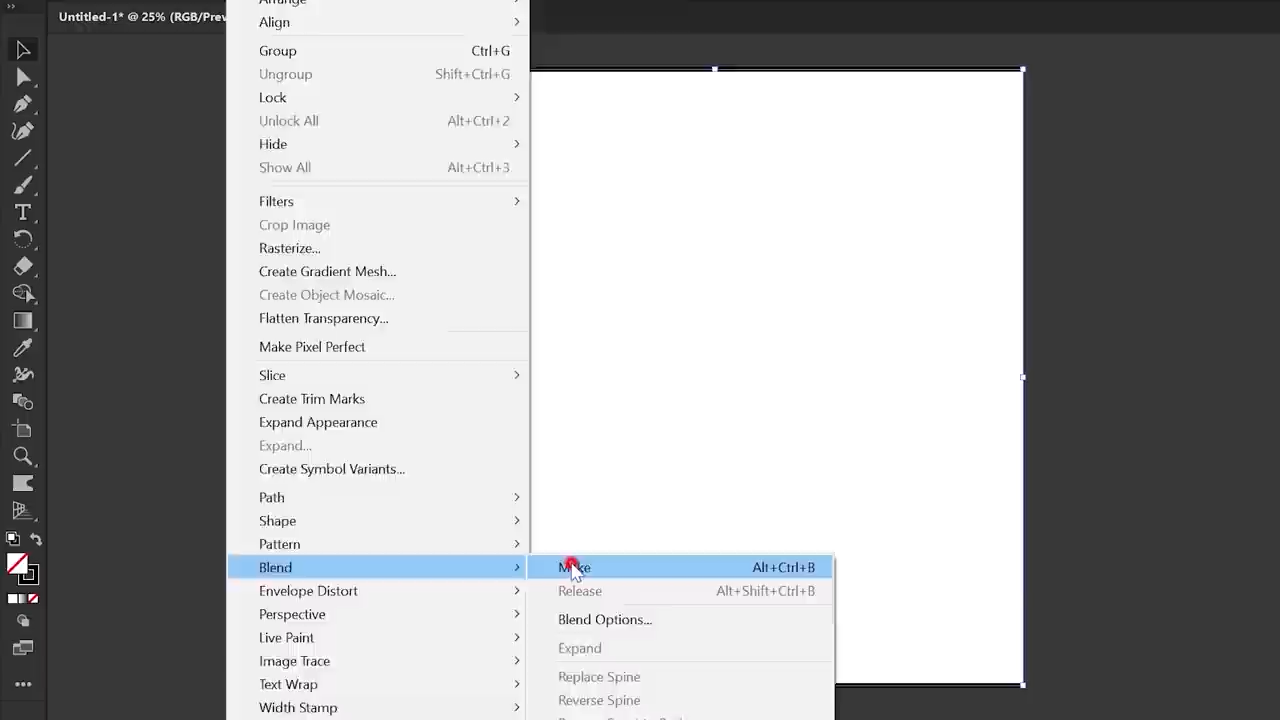 Untitled-1* @ 25% (RGB/Prev
Align
Group Ctrl+G
Ungroup Shift+Ctrl+G
Lock
Unlock All Alt+Ctrl+2
Hide
Show All Alt+Ctrl+3
Filters
Crop Image
Rasterize...
Create Gradient Mesh...
Create Object Mosaic...
Flatten Transparency...
Make Pixel Perfect
Slice
Create Trim Marks
Expand Appearance
Expand...
Create Symbol Variants...
Path
Shape
Pattern
Blend
Make Alt+Ctrl+B
Envelope Distort
Release Alt+Shift+Ctrl+B
Perspective
Blend Options...
Live Paint
Expand
Image Trace
Replace Spine
Text Wrap
Reverse Spine
Width Stamp